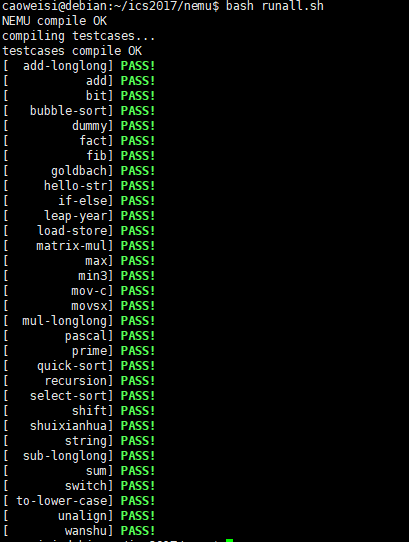 caoweisi@debian:~/ics2017/nemu$ bash runall.sh
NEMU compile OK
compiling testcases...
testcases compile OK
[  add-longlong] PASS!
[           add] PASS!
[           bit] PASS!
[   bubble-sort] PASS!
[         dummy] PASS!
[          fact] PASS!
[           fib] PASS!
[      goldbach] PASS!
[     hello-str] PASS!
[       if-else] PASS!
[     leap-year] PASS!
[    load-store] PASS!
[    matrix-mul] PASS!
[           max] PASS!
[          min3] PASS!
[         mov-c] PASS!
[         movsx] PASS!
[  mul-longlong] PASS!
[        pascal] PASS!
[         prime] PASS!
[    quick-sort] PASS!
[     recursion] PASS!
[   select-sort] PASS!
[         shift] PASS!
[   shuixianhua] PASS!
[        string] PASS!
[  sub-longlong] PASS!
[           sum] PASS!
[        switch] PASS!
[ to-lower-case] PASS!
[       unalign] PASS!
[        wanshu] PASS!